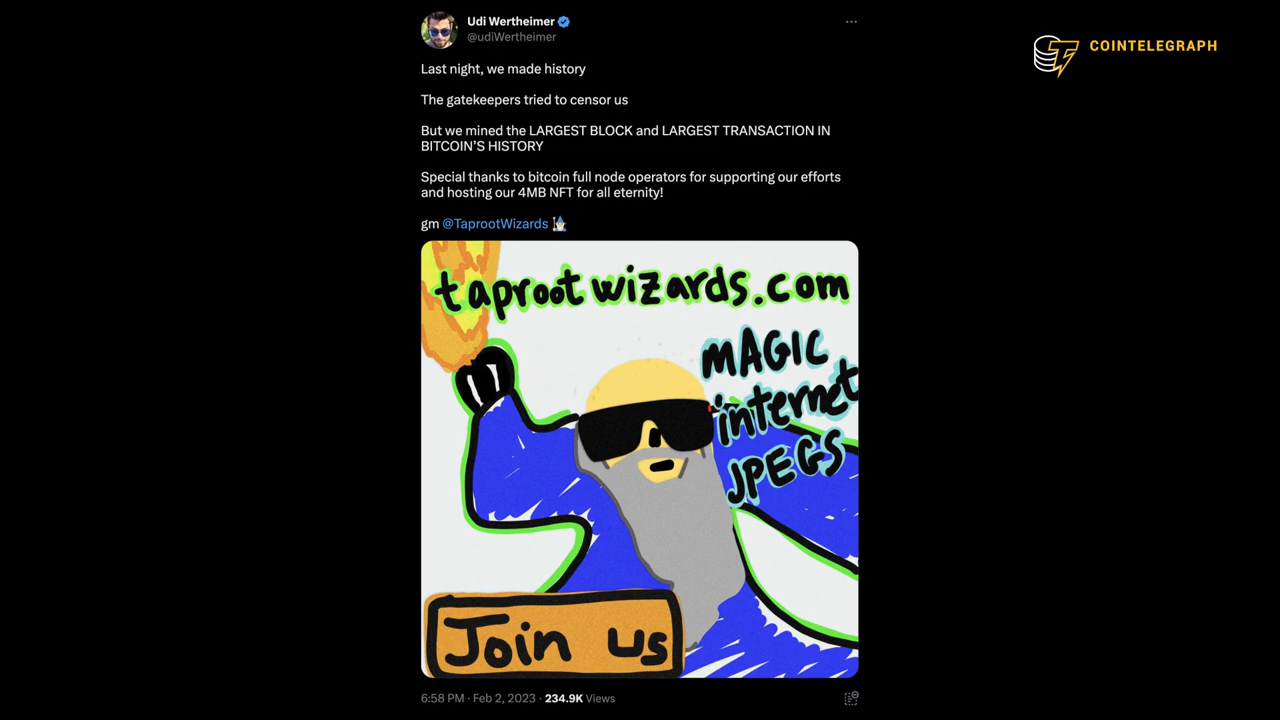 Udi Wertheimer
@udiWertheimer
COINTELEGRAPH
Last night, we made history
The gatekeepers tried to censor us
But we mined the LARGEST BLOCK and LARGEST TRANSACTION IN
BITCOIN'S HISTORY
Special thanks to bitcoin full node operators for supporting our efforts
and hosting our 4MB NFT for all eternity!
gm @TaprootWizards
taprootwizards.com
MAGIC
internet
JPEGS
Join us
6:58 PM · Feb 2, 2023 · 234.9K Views